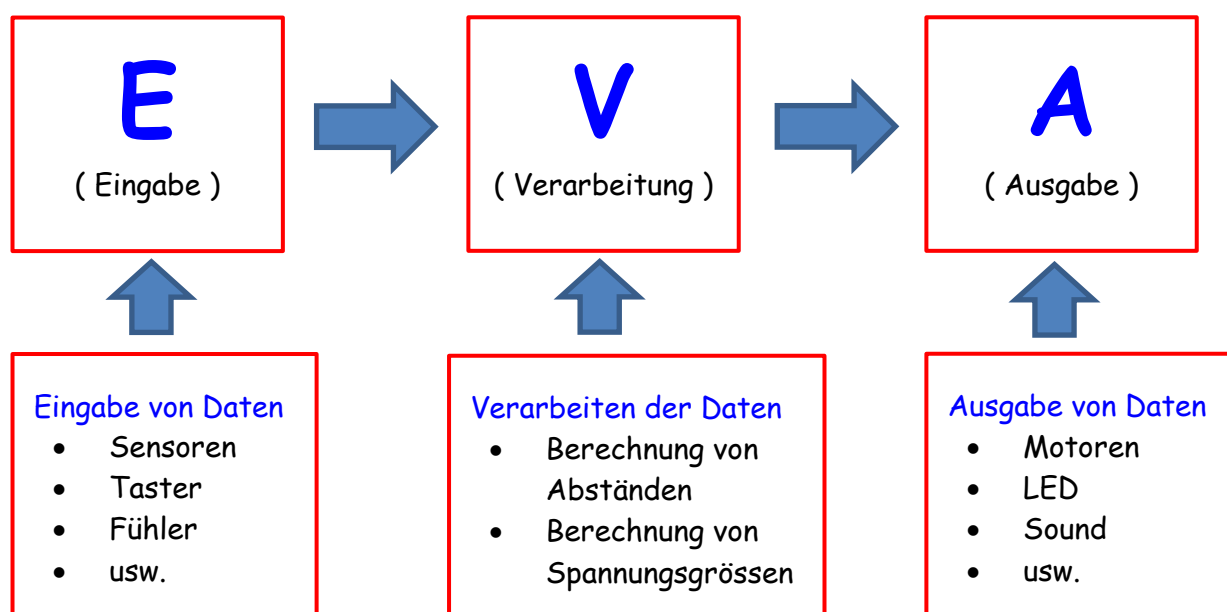 E
( Eingabe )
V
( Verarbeitung )
A
( Ausgabe )
Eingabe von Daten
• Sensoren
• Taster
• Fühler
• usw.
Verarbeiten der Daten
• Berechnung von
Abständen
• Berechnung von
Spannungsgrössen
Ausgabe von Daten
• Motoren
• LED
• Sound
• usw.